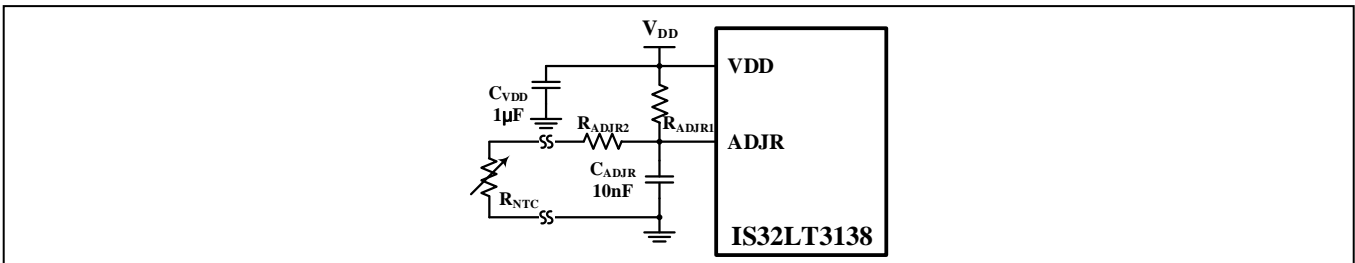 VDD
VDD
CVDD
1µF
RADJR2
RADJR1
ADJR
CADJR
10nF
RNTC
IS32LT3138